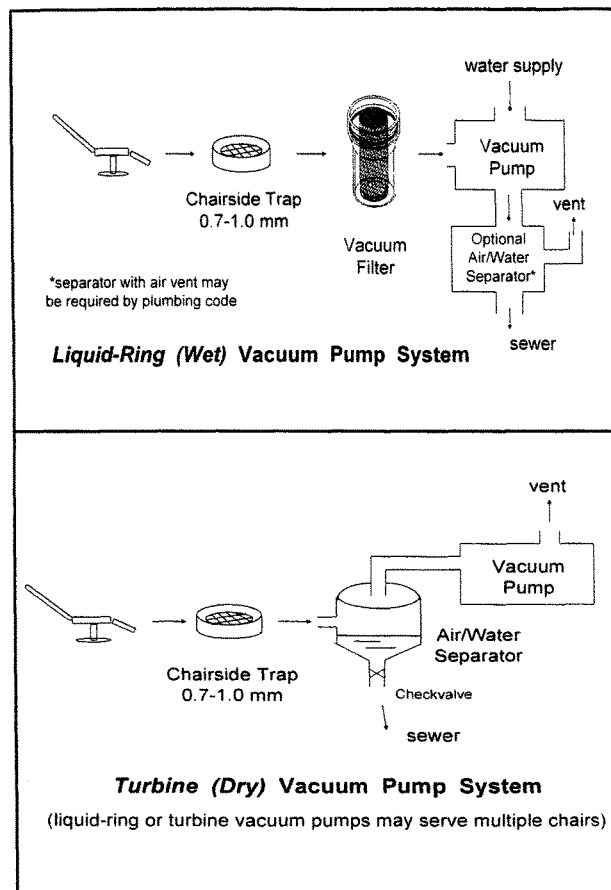 water supply
Vacuum
Pump
vent
Chairside Trap
0.7-1.0 mm
Vacuum
Filter
Optional
Air/Water
Separator*
*separator with air vent may
be required by plumbing code
sewer
Liquid-Ring (Wet) Vacuum Pump System
vent
Vacuum
Pump
Air/Water
Separator
Chairside Trap
0.7-1.0 mm
Checkvalve
sewer
Turbine (Dry) Vacuum Pump System
(liquid-ring or turbine vacuum pumps may serve multiple chairs)